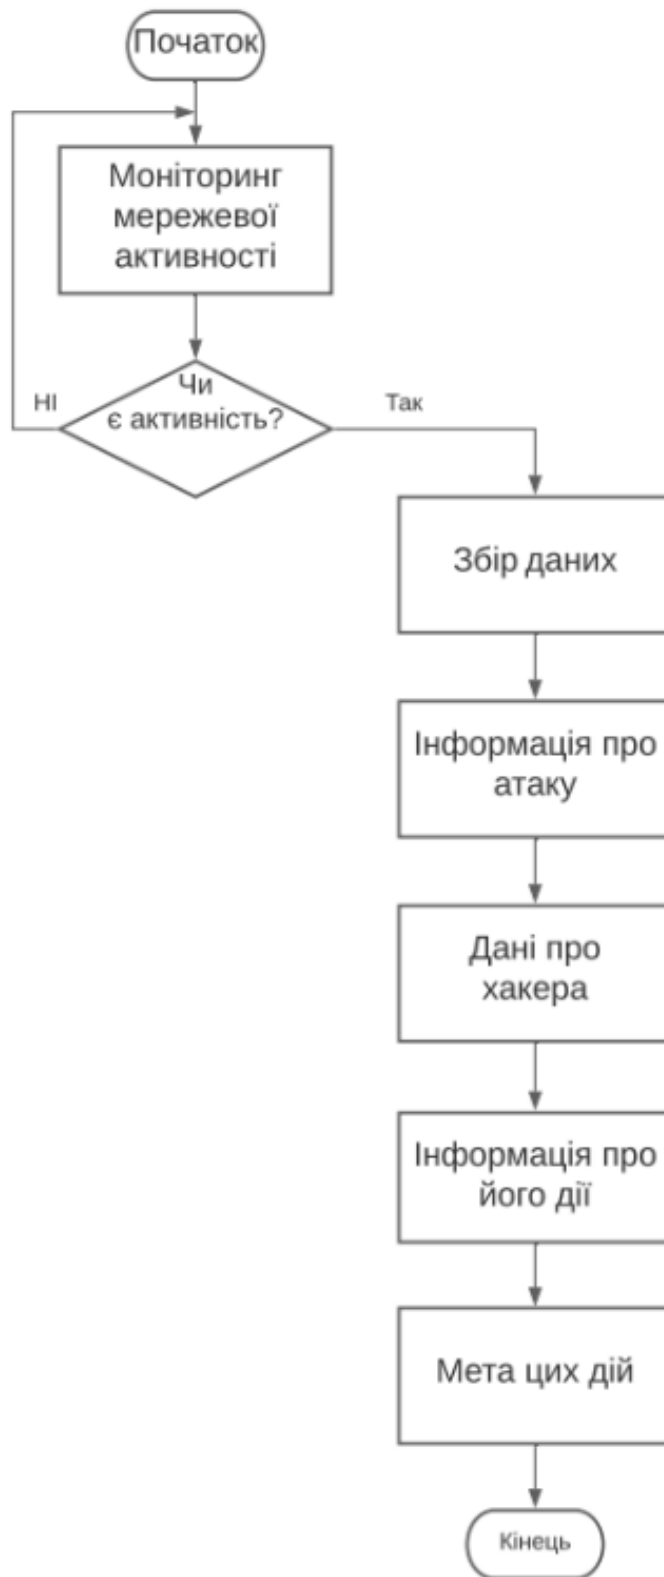 Початок
Моніторинг
мережевої
активності
Чи
є активність?
НІ
Так
Збір даних
Інформація про
атаку
Дані про
хакера
Інформація про
його дії
Мета цих дій
Кінець